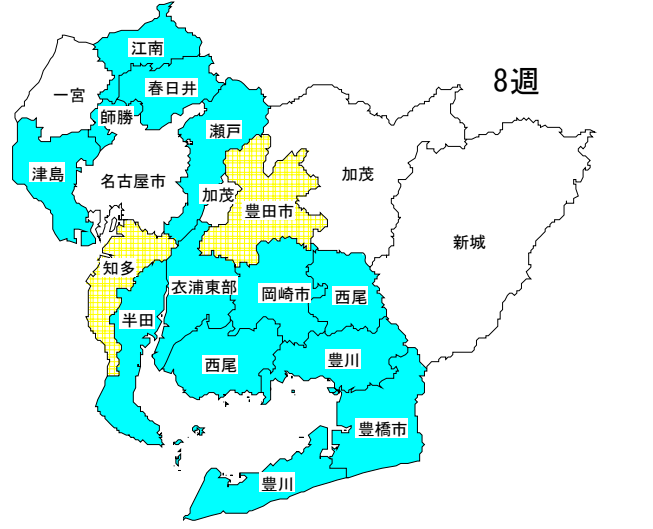 江南
8週
春日井
一宮
師勝
瀬戸
津島
名古屋市
加茂
加茂
豊田市
新城
知多
衣浦東部
岡崎市
西尾
半田
西尾
豊川
豊橋市
豊川